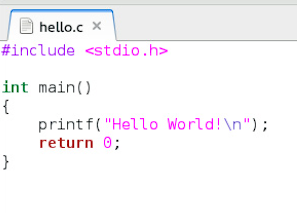 hello.c ×
#include <stdio.h>
int main()
{
    printf("Hello World!\n");
    return 0;
}